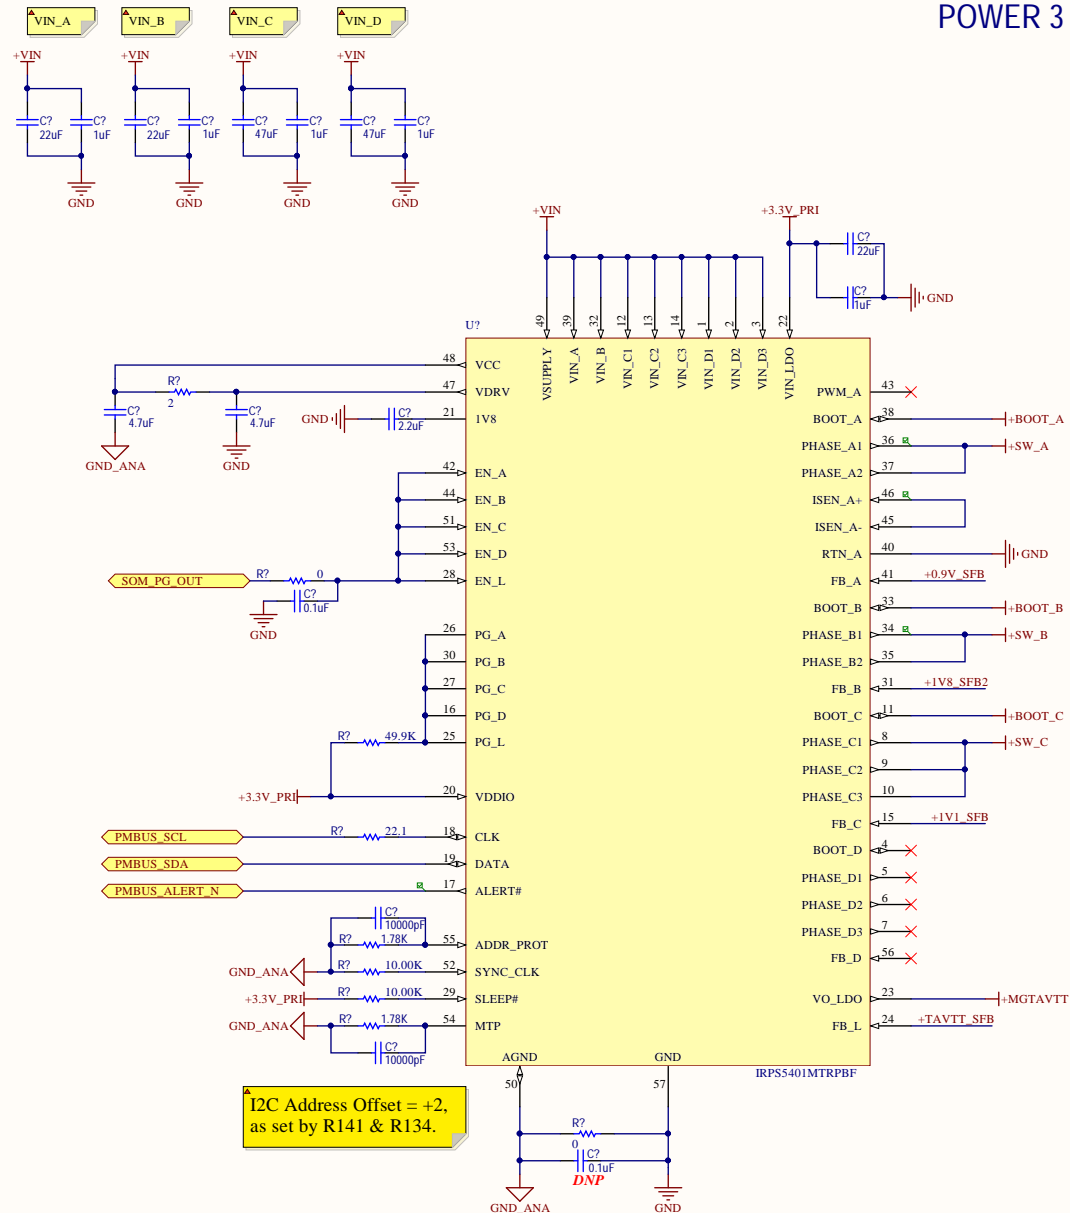 POWER 3
VIN_A
VIN_B
VIN_C
VIN_D
+VIN
+VIN
+VIN
+VIN
C?
22uF
C?
1uF
C?
22uF
C?
1uF
C?
47uF
C?
1uF
C?
47uF
C?
1uF
GND
GND
GND
GND
+VIN
+3.3V_PRI
C?
22uF
C?
1uF
GND
U?
49
39
32
12
13
14
1
2
3
22
VSUPPLY
VIN_A
VIN_B
VIN_C1
VIN_C2
VIN_C3
VIN_D1
VIN_D2
VIN_D3
VIN_LDO
48 VCC
R?
2
47 VDRV
C?
4.7uF
C?
4.7uF
GND
C?
2.2uF
21 1V8
GND_ANA
GND
42 EN_A
44 EN_B
51 EN_C
53 EN_D
SOM_PG_OUT
R? 0
28 EN_L
C?
0.1uF
GND
26 PG_A
30 PG_B
27 PG_C
16 PG_D
R? 49.9K
25 PG_L
+3.3V_PRI
20 VDDIO
PMBUS_SCL
R? 22.1
18 CLK
PMBUS_SDA
19 DATA
PMBUS_ALERT_N
17 ALERT#
C?
10000pF
R? 1.78K
55 ADDR_PROT
GND_ANA
R? 10.00K
52 SYNC_CLK
+3.3V_PRI
R? 10.00K
29 SLEEP#
GND_ANA
R? 1.78K
54 MTP
C?
10000pF
PWM_A 43
BOOT_A 38 +BOOT_A
PHASE_A1 36 +SW_A
PHASE_A2 37
ISEN_A+ 46
ISEN_A- 45
RTN_A 40 GND
FB_A 41 +0.9V_SFB
BOOT_B 33 +BOOT_B
PHASE_B1 34 +SW_B
PHASE_B2 35
FB_B 31 +1V8_SFB2
BOOT_C 11 +BOOT_C
PHASE_C1 8 +SW_C
PHASE_C2 9
PHASE_C3 10
FB_C 15 +1V1_SFB
BOOT_D 4
PHASE_D1 5
PHASE_D2 6
PHASE_D3 7
FB_D 56
VO_LDO 23 +MGTAVTT
FB_L 24 +TAVTT_SFB
AGND
GND
50
57
IRPS5401MTRPBF
I2C Address Offset = +2,
as set by R141 & R134.
R?
0
C?
0.1uF
DNP
GND_ANA
GND